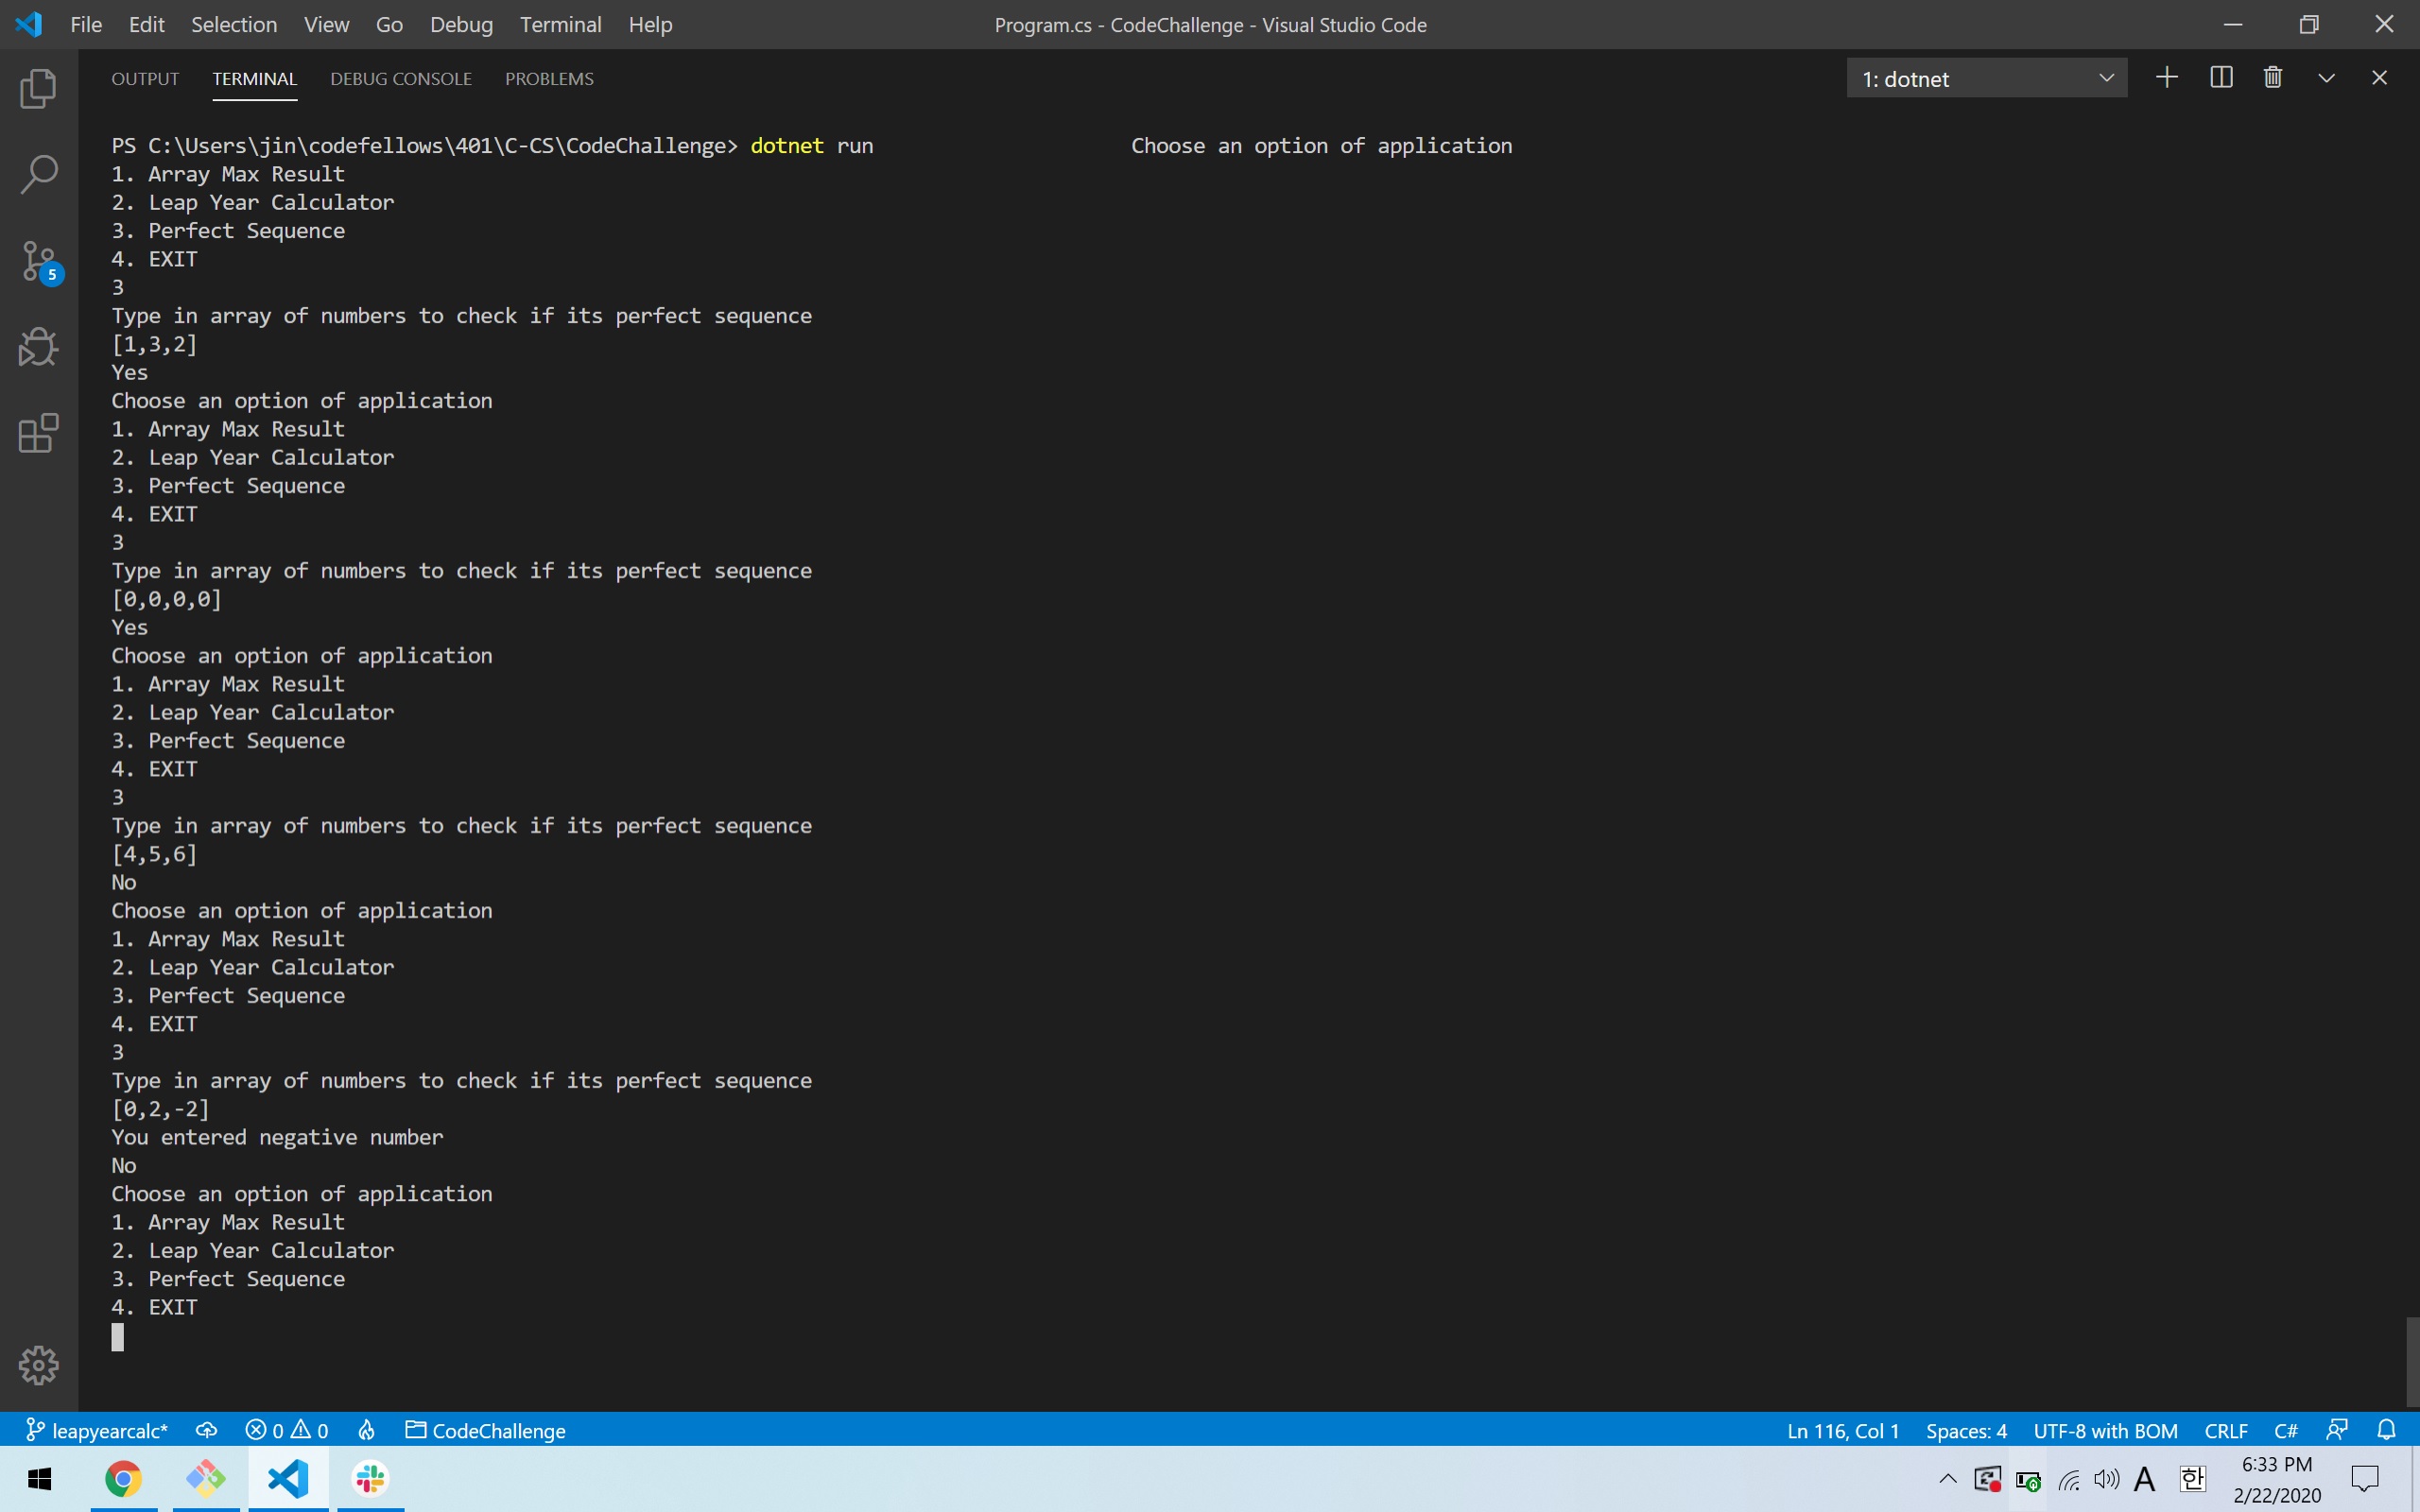 File Edit Selection View Go Debug Terminal Help Program.cs - CodeChallenge - Visual Studio Code
OUTPUT TERMINAL DEBUG CONSOLE PROBLEMS 1: dotnet
PS C:\Users\jin\codefellows\401\C-CS\CodeChallenge> dotnet run Choose an option of application
1. Array Max Result
2. Leap Year Calculator
3. Perfect Sequence
4. EXIT
3
Type in array of numbers to check if its perfect sequence
[1,3,2]
Yes
Choose an option of application
1. Array Max Result
2. Leap Year Calculator
3. Perfect Sequence
4. EXIT
3
Type in array of numbers to check if its perfect sequence
[0,0,0,0]
Yes
Choose an option of application
1. Array Max Result
2. Leap Year Calculator
3. Perfect Sequence
4. EXIT
3
Type in array of numbers to check if its perfect sequence
[4,5,6]
No
Choose an option of application
1. Array Max Result
2. Leap Year Calculator
3. Perfect Sequence
4. EXIT
3
Type in array of numbers to check if its perfect sequence
[0,2,-2]
You entered negative number
No
Choose an option of application
1. Array Max Result
2. Leap Year Calculator
3. Perfect Sequence
4. EXIT
5
leapyearcalc* 0 0 CodeChallenge Ln 116, Col 1 Spaces: 4 UTF-8 with BOM CRLF C#
A 한 6:33 PM
2/22/2020